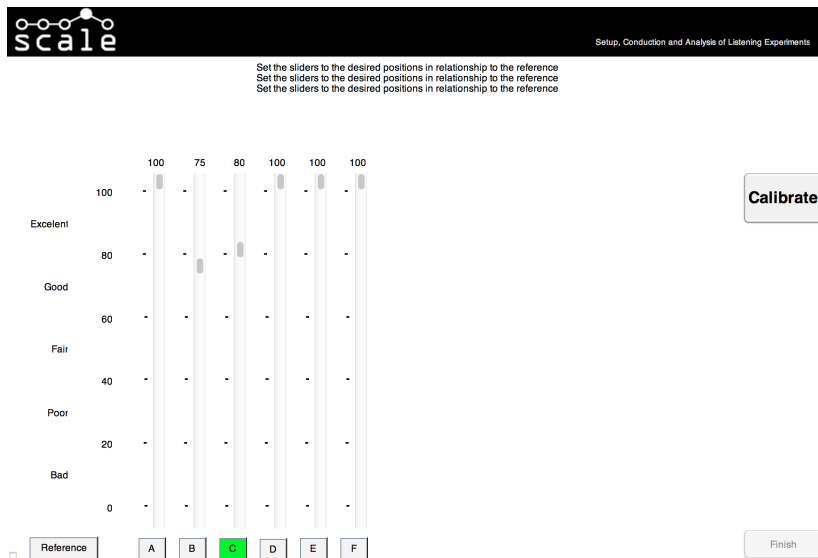 scale
Setup, Conduction and Analysis of Listening Experiments
Set the sliders to the desired positions in relationship to the reference
Set the sliders to the desired positions in relationship to the reference
Set the sliders to the desired positions in relationship to the reference
100 75 80 100 100 100
100
Calibrate
Excelent
80
Good
60
Fair
40
Poor
20
Bad
0
Reference A B C D E F Finish